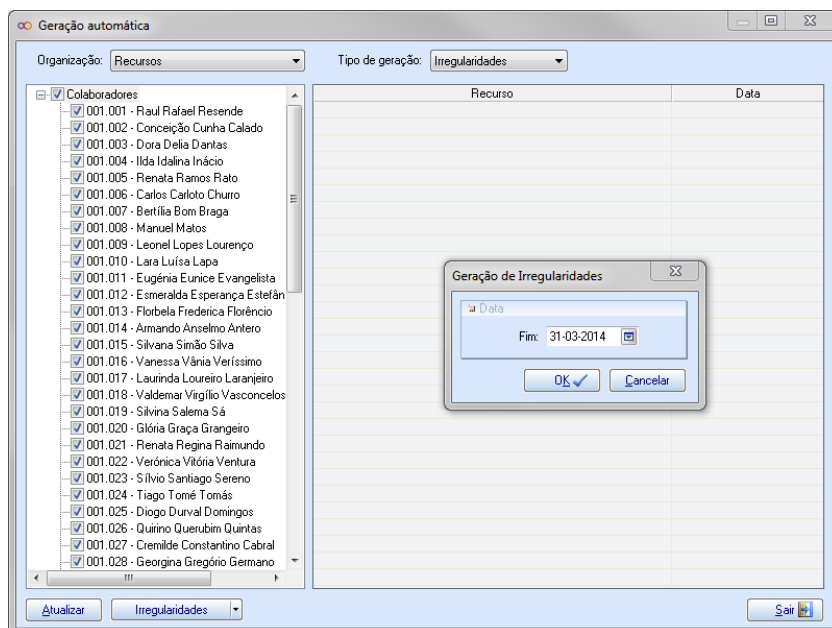 Geração automática
Organização: Recursos Tipo de geração: Irregularidades
Colaboradores
001.001 - Raul Rafael Resende
001.002 - Conceição Cunha Calado
001.003 - Dora Delia Dantas
001.004 - Ilda Idalina Inácio
001.005 - Renata Ramos Rato
001.006 - Carlos Carloto Churro
001.007 - Bertília Bom Braga
001.008 - Manuel Matos
001.009 - Leonel Lopes Lourenço
001.010 - Lara Luísa Lapa
001.011 - Eugénia Eunice Evangelista
001.012 - Esmeralda Esperança Estefân
001.013 - Florbela Frederica Florêncio
001.014 - Armando Anselmo Antero
001.015 - Silvana Simão Silva
001.016 - Vanessa Vânia Veríssimo
001.017 - Laurinda Loureiro Laranjeiro
001.018 - Valdemar Virgílio Vasconcelos
001.019 - Silvina Salema Sá
001.020 - Glória Graça Grangeiro
001.021 - Renata Regina Raimundo
001.022 - Verónica Vitória Ventura
001.023 - Sílvio Santiago Sereno
001.024 - Tiago Tomé Tomás
001.025 - Diogo Durval Domingos
001.026 - Quirino Querubim Quintas
001.027 - Cremilde Constantino Cabral
001.028 - Georgina Gregório Germano
Recurso Data
Geração de Irregularidades
Data
Fim: 31-03-2014
OK Cancelar
Atualizar Irregularidades Sair